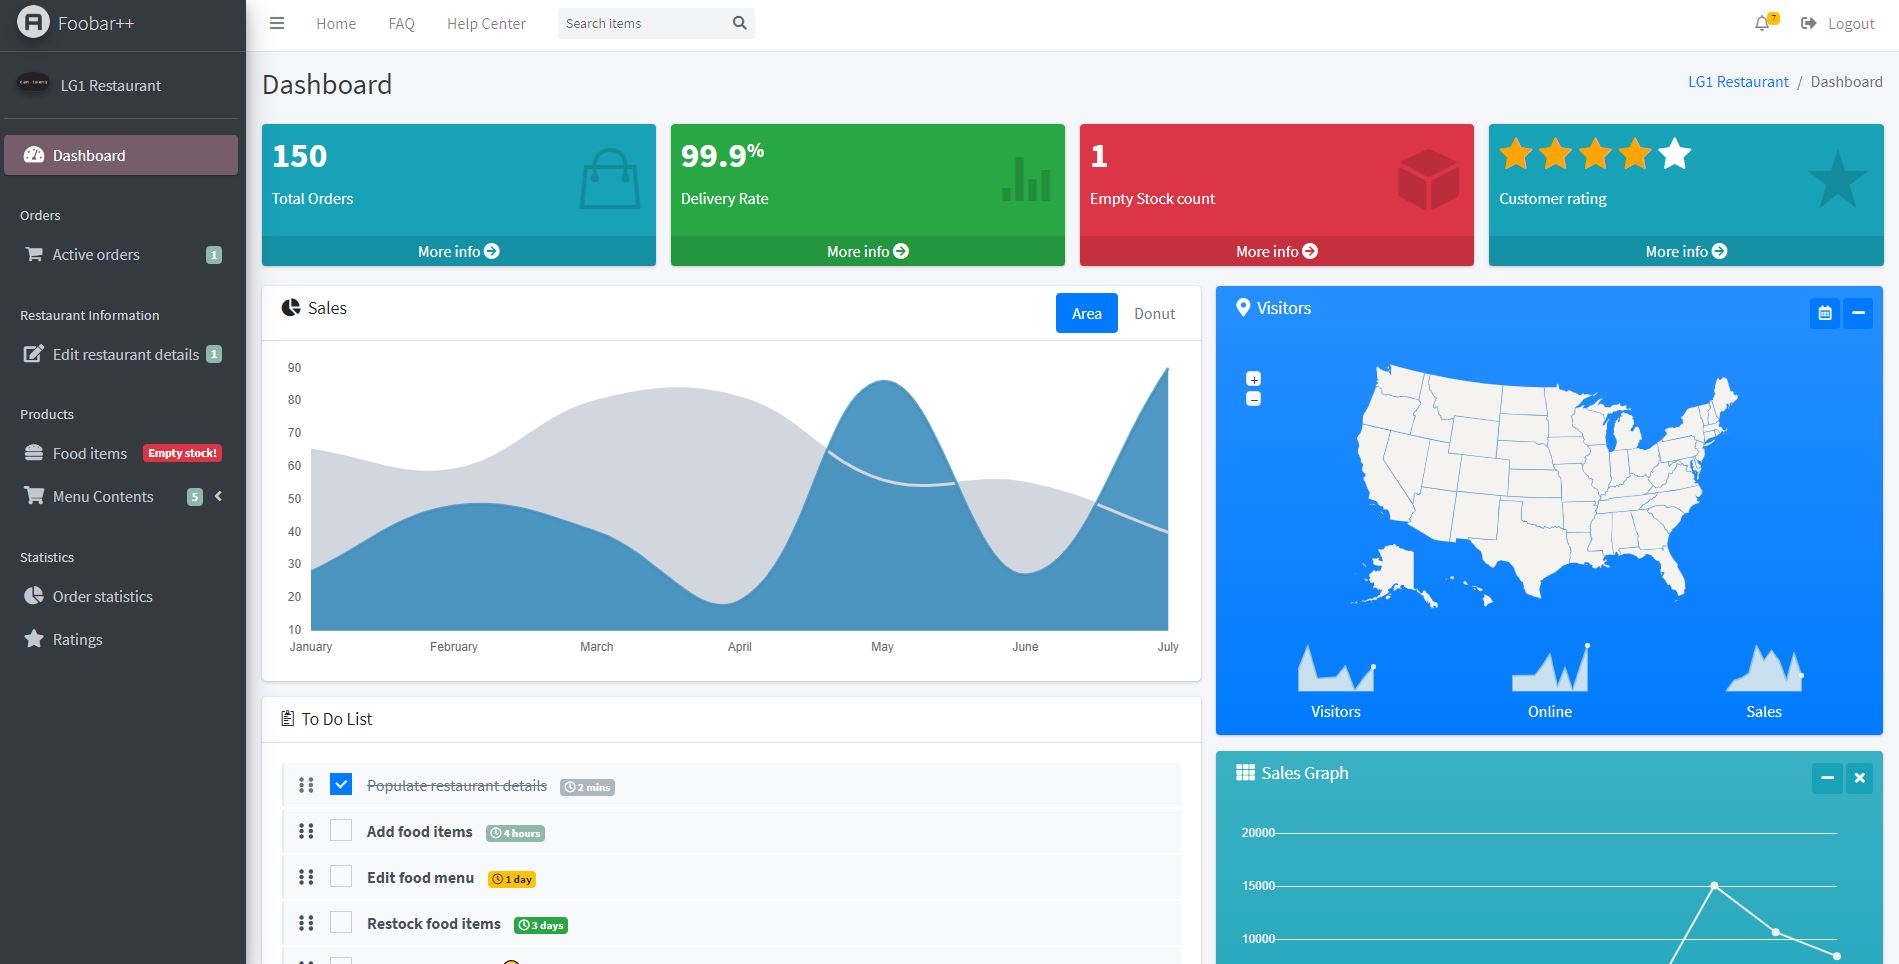 Foobar++
Home
FAQ
Help Center
Search items
7
Logout
LG1 Restaurant
Dashboard
Orders
Active orders 1
Restaurant Information
Edit restaurant details 1
Products
Food items Empty stock!
Menu Contents 5
Statistics
Order statistics
Ratings
Dashboard
LG1 Restaurant / Dashboard
150
Total Orders
More info
99.9%
Delivery Rate
More info
1
Empty Stock count
More info
Customer rating
More info
Sales
Area
Donut
90
80
70
60
50
40
30
20
10
January February March April May June July
Visitors
+
−
Visitors
Online
Sales
To Do List
Populate restaurant details 2 mins
Add food items 4 hours
Edit food menu 1 day
Restock food items 3 days
Sales Graph
20000
15000
10000